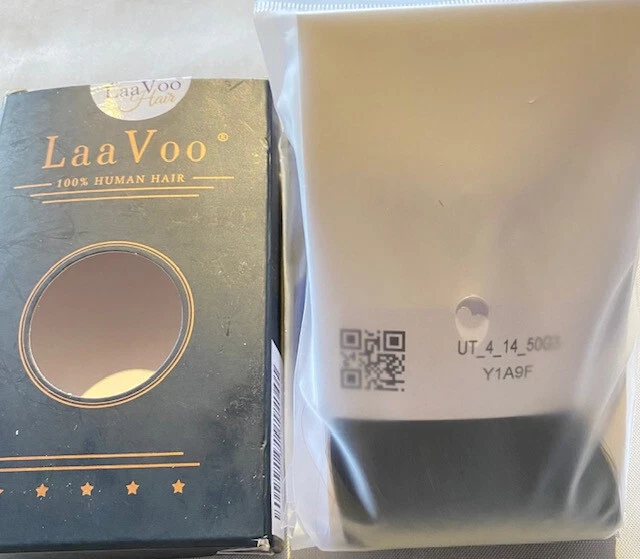 LaaVoo
Hair
LaaVoo®
100% HUMAN HAIR
UT_4_14_50G
Y1A9F